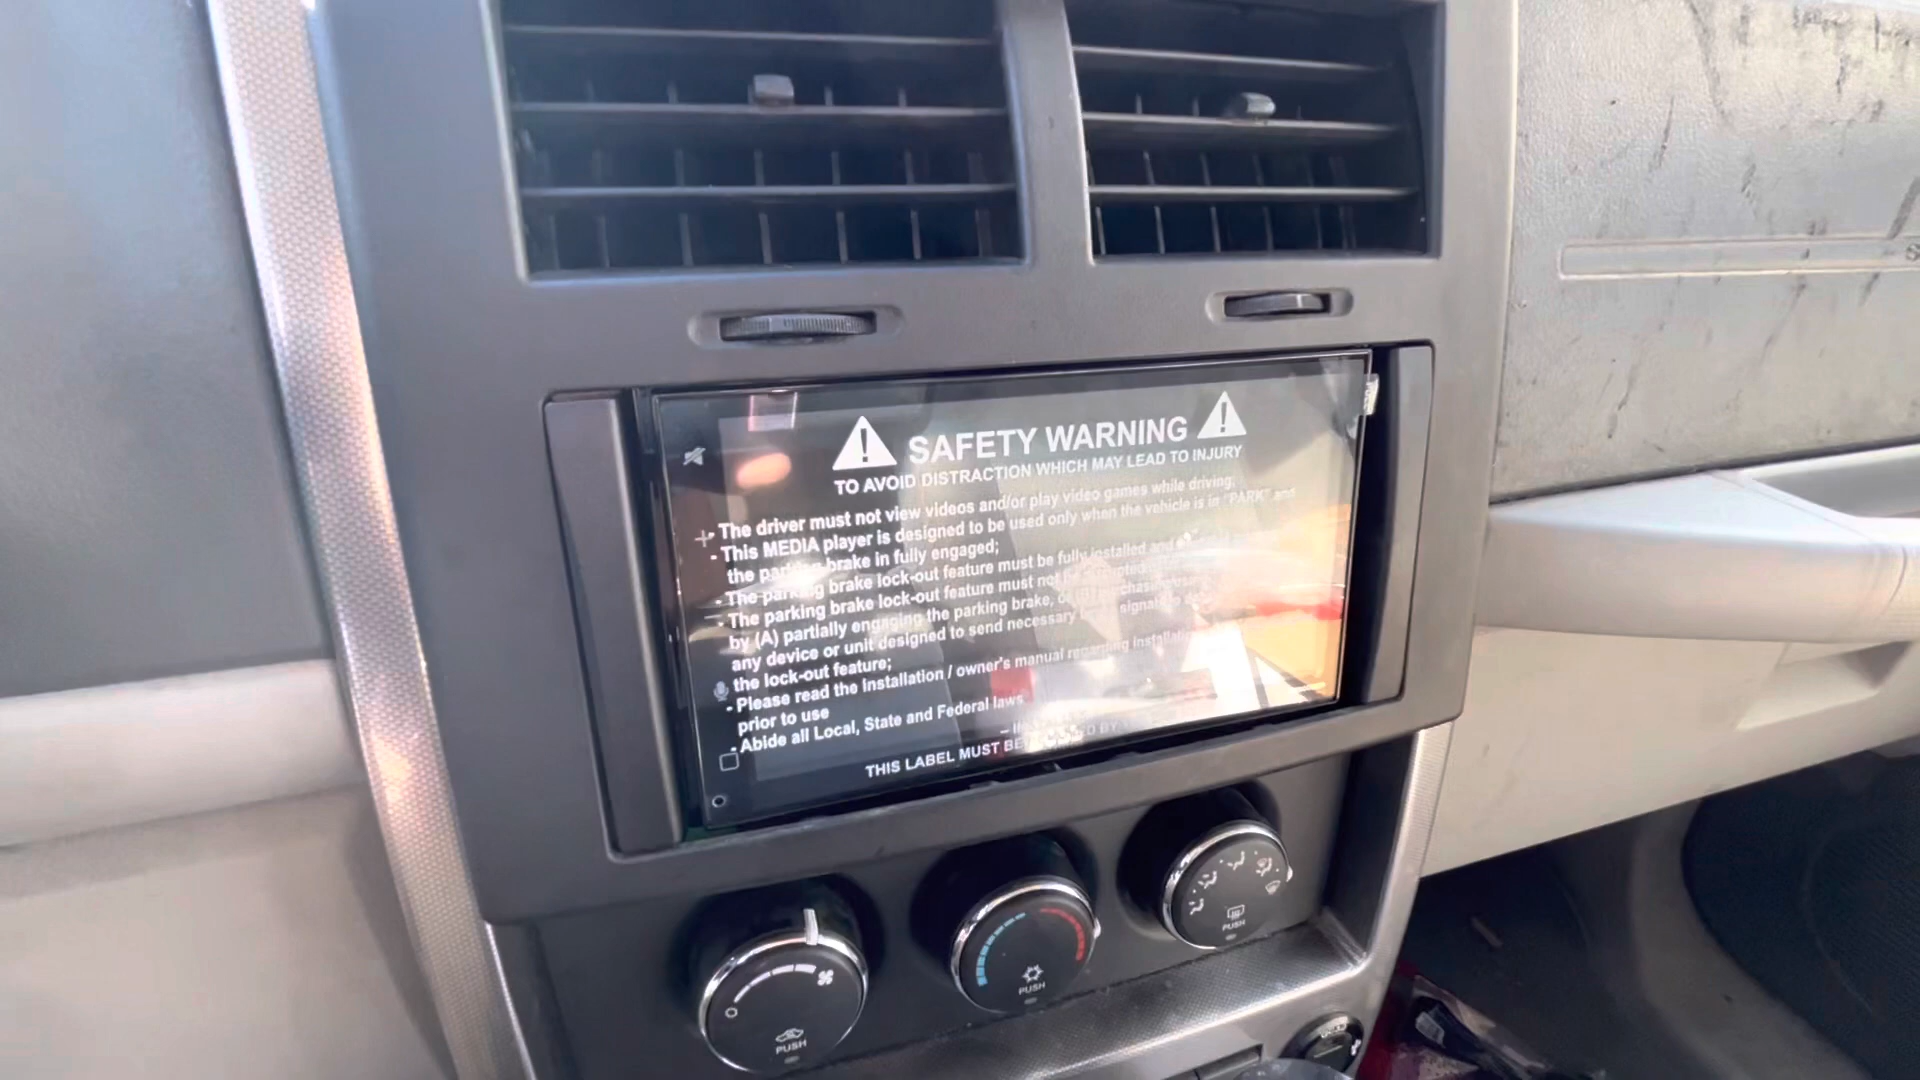 SAFETY WARNING
TO AVOID DISTRACTION WHICH MAY LEAD TO INJURY
- The driver must not view videos and/or play video games while driving;
- This MEDIA player is designed to be used only when the vehicle is in "PARK" and
the parking brake in fully engaged;
- The parking brake lock-out feature must be fully installed and
- The parking brake lock-out feature must not
by (A) partially engaging the parking brake, or
any device or unit designed to send necessary signal to
the lock-out feature;
- Please read the installation / owner's manual regarding installation
prior to use
- Abide all Local, State and Federal laws
THIS LABEL MUST BE BY
PUSH
PUSH
PUSH